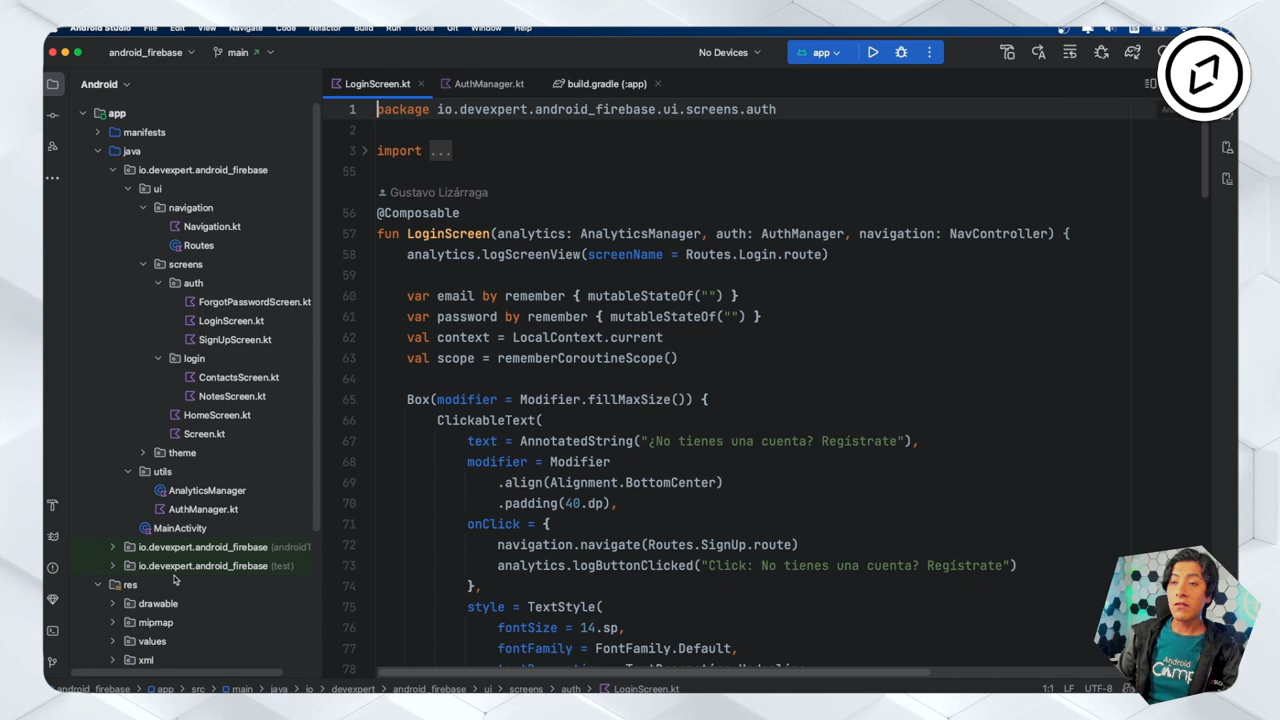 Android Studio File Edit View Navigate Code Refactor Build Run Tools Git Window Help
android_firebase main No Devices app
Android
LoginScreen.kt AuthManager.kt build.gradle (:app)
app
manifests
java
io.devexpert.android_firebase
ui
navigation
Navigation.kt
Routes
screens
auth
ForgotPasswordScreen.kt
LoginScreen.kt
SignUpScreen.kt
login
ContactsScreen.kt
NotesScreen.kt
HomeScreen.kt
Screen.kt
theme
utils
AnalyticsManager
AuthManager.kt
MainActivity
io.devexpert.android_firebase (androidT
io.devexpert.android_firebase (test)
res
drawable
mipmap
values
xml
1 package io.devexpert.android_firebase.ui.screens.auth
2
3 import ...
55
Gustavo Lizárraga
56 @Composable
57 fun LoginScreen(analytics: AnalyticsManager, auth: AuthManager, navigation: NavController) {
58 analytics.logScreenView(screenName = Routes.Login.route)
59
60 var email by remember { mutableStateOf("") }
61 var password by remember { mutableStateOf("") }
62 val context = LocalContext.current
63 val scope = rememberCoroutineScope()
64
65 Box(modifier = Modifier.fillMaxSize()) {
66 ClickableText(
67 text = AnnotatedString("¿No tienes una cuenta? Regístrate"),
68 modifier = Modifier
69 .align(Alignment.BottomCenter)
70 .padding(40.dp),
71 onClick = {
72 navigation.navigate(Routes.SignUp.route)
73 analytics.logButtonClicked("Click: No tienes una cuenta? Regístrate")
74 },
75 style = TextStyle(
76 fontSize = 14.sp,
77 fontFamily = FontFamily.Default,
78 textDecoration = TextDecoration.Underline
android_firebase app src main java io devexpert android_firebase ui screens auth LoginScreen.kt 1:1 LF UTF-8
Android
Camp